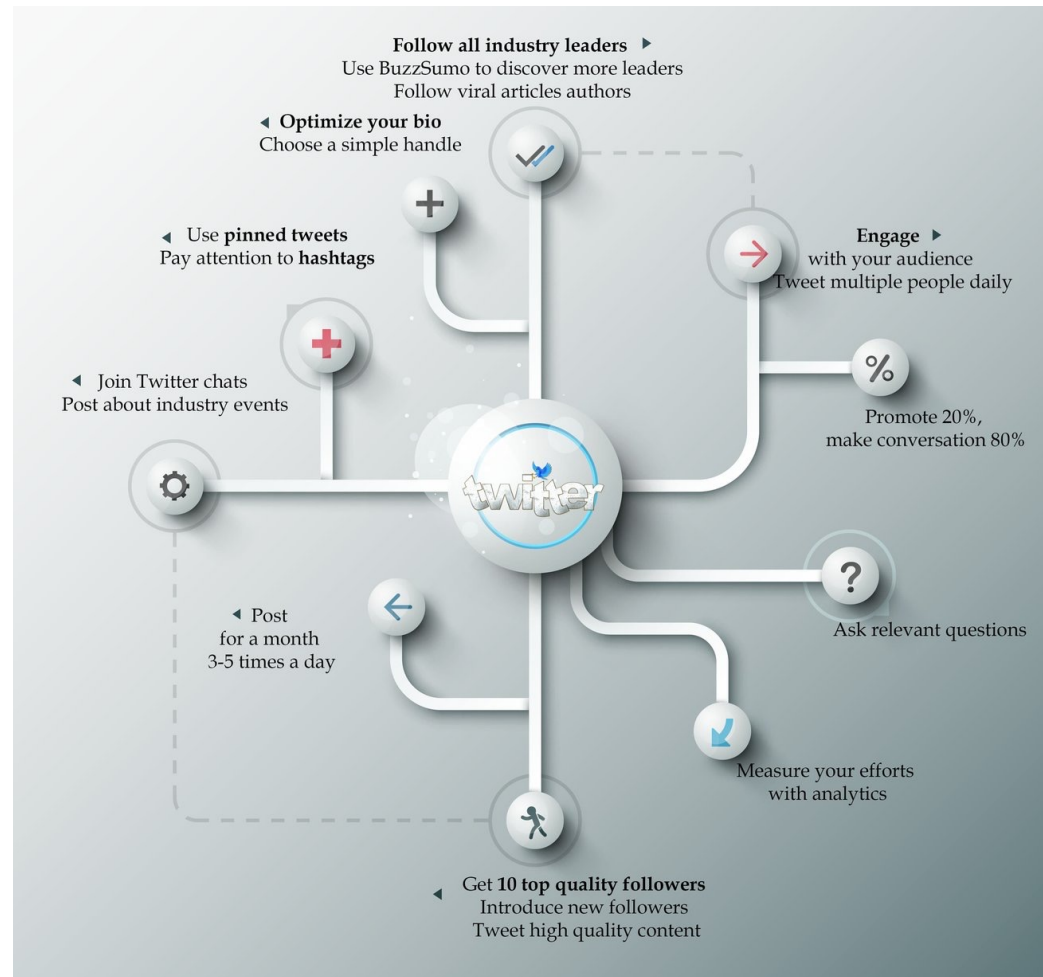 Follow all industry leaders
Use BuzzSumo to discover more leaders
Follow viral articles authors
Optimize your bio
Choose a simple handle
Use pinned tweets
Pay attention to hashtags
Engage
with your audience
Tweet multiple people daily
%
Join Twitter chats
Post about industry events
Promote 20%,
make conversation 80%
twitter
?
Post
for a month
3-5 times a day
Ask relevant questions
Measure your efforts
with analytics
Get 10 top quality followers
Introduce new followers
Tweet high quality content